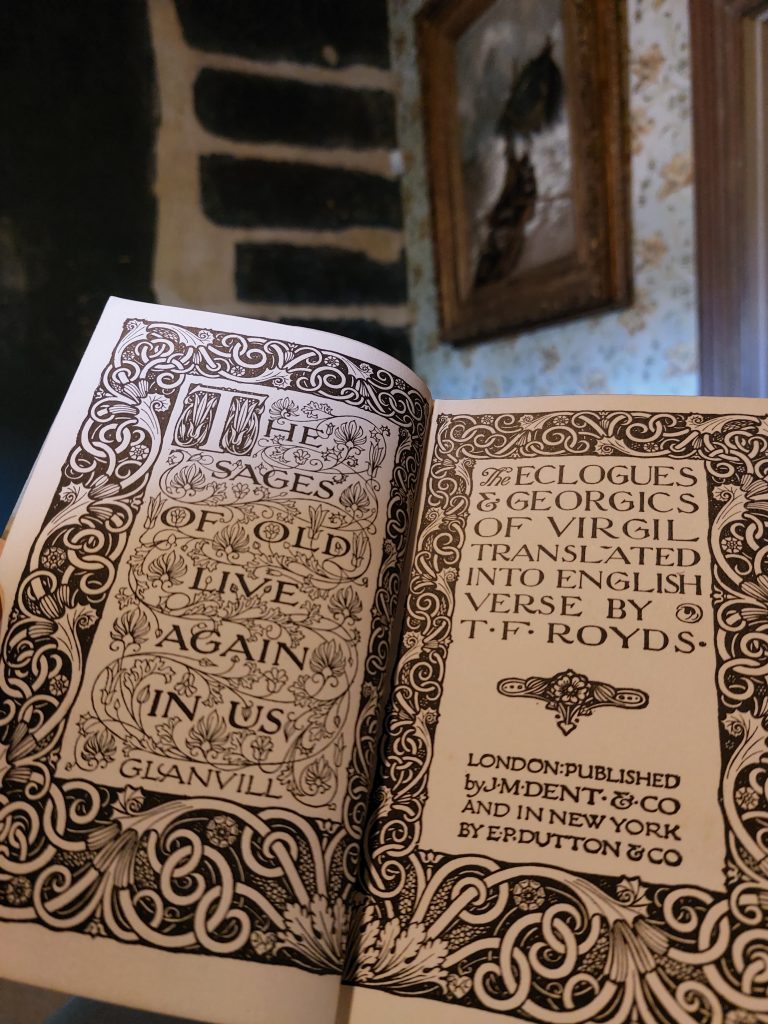 THE
SAGES
OF OLD
LIVE
AGAIN
IN US
GLANVILL
The ECLOGUES
& GEORGICS
OF VIRGIL
TRANSLATED
INTO ENGLISH
VERSE BY
T·F· ROYDS·
LONDON:PUBLISHED
by J·M·DENT·&·CO
AND IN NEW YORK
BY E·P·DUTTON & CO